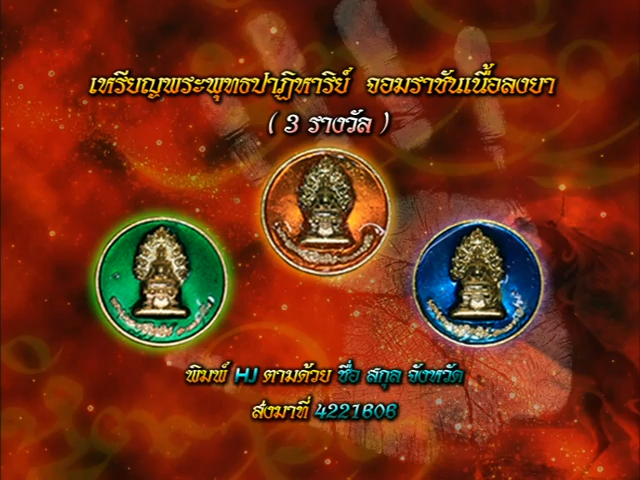 เหรียญพระพุทธปาฏิหาริย์ จอมราชันเนื้อลงยา
( 3 รางวัล )
พิมพ์ HJ ตามด้วย ชื่อ สกุล จังหวัด
ส่งมาที่ 4221606